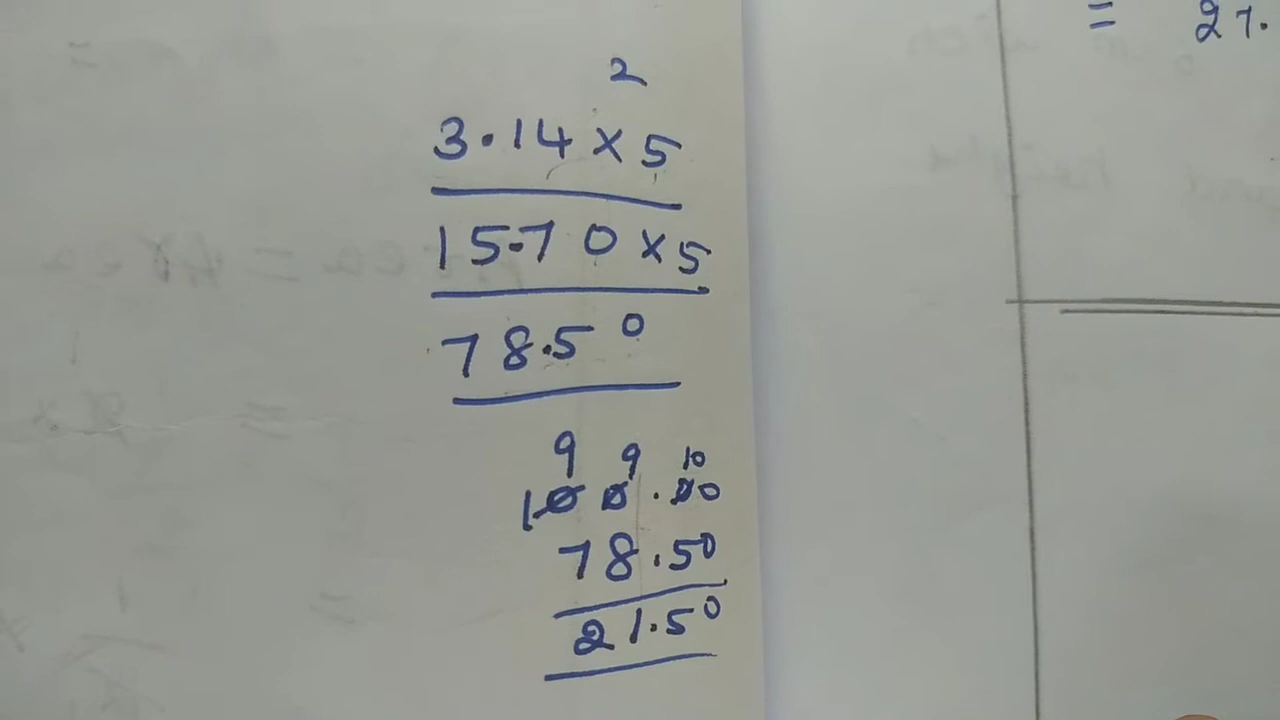 2
3.14 × 5
15.70 × 5
78.50
9 9 10
100.00
78.50
21.50
= 27.